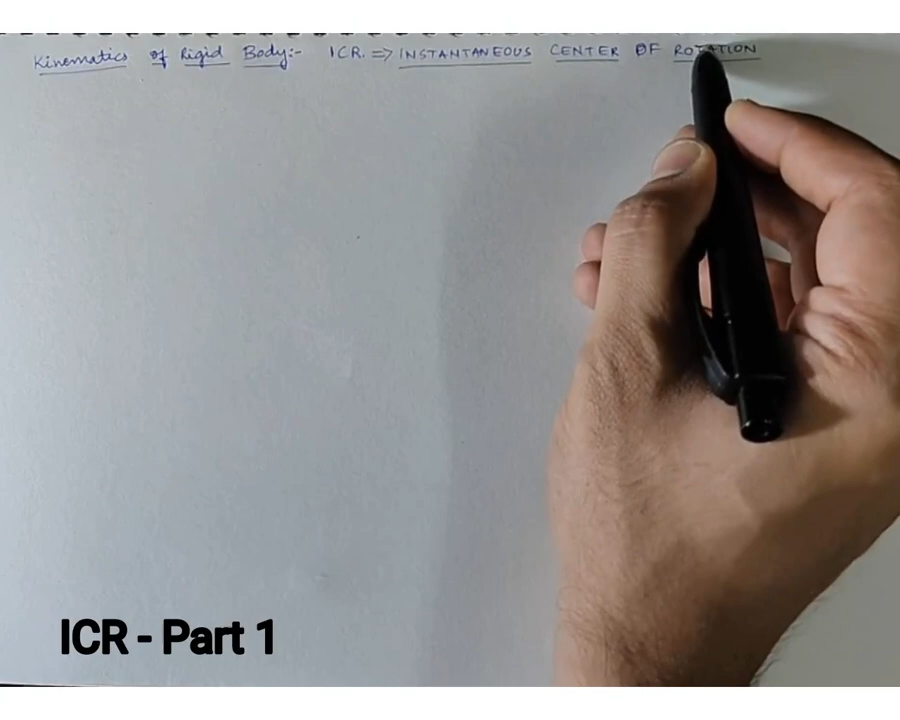 Kinematics of Rigid Body:- ICR. => INSTANTANEOUS CENTER OF ROTATION
ICR - Part 1